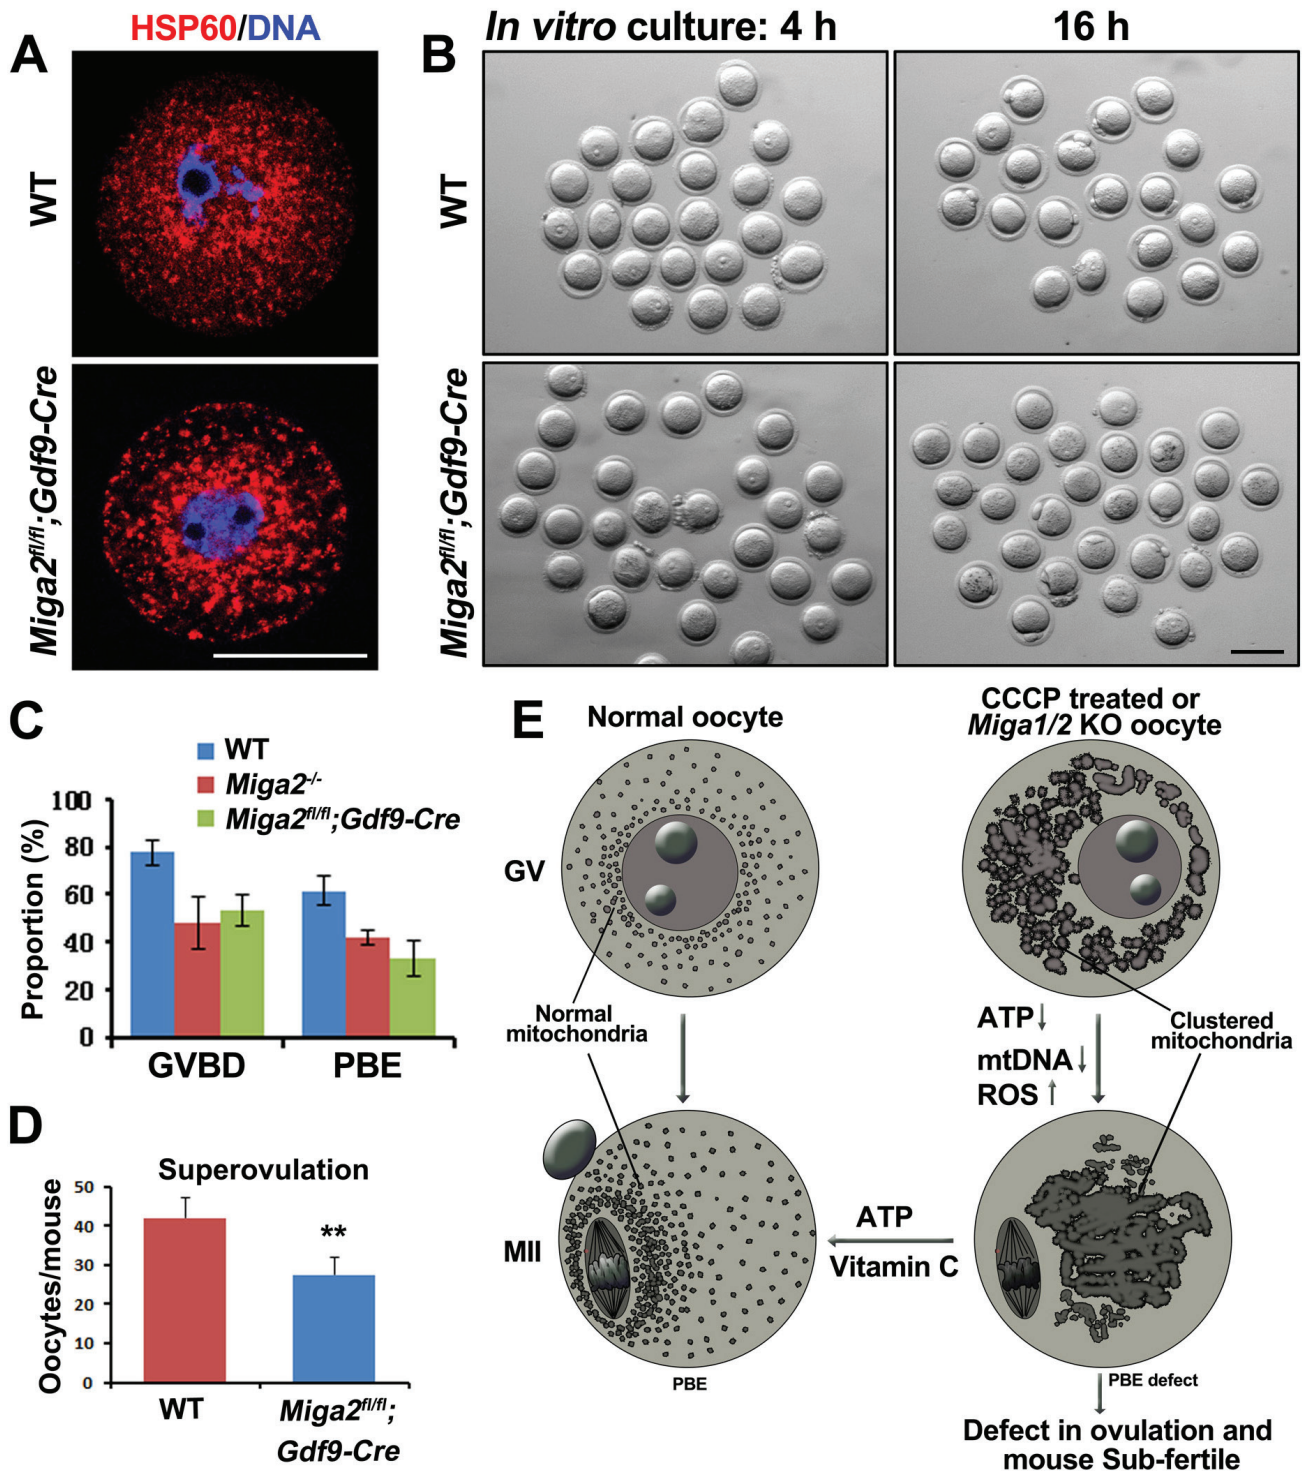 A
HSP60/DNA
WT
Miga2fl/fl;Gdf9-Cre
B
In vitro culture: 4 h
16 h
WT
Miga2fl/fl;Gdf9-Cre
C
WT
Miga2-/-
Miga2fl/fl;Gdf9-Cre
Proportion (%)
100
80
60
40
20
0
GVBD
PBE
D
Superovulation
Oocytes/mouse
50
40
30
20
10
0
**
WT
Miga2fl/fl;
Gdf9-Cre
E
Normal oocyte
CCCP treated or
Miga1/2 KO oocyte
GV
Normal
mitochondria
ATP↓
mtDNA↓
ROS↑
Clustered
mitochondria
MII
ATP
Vitamin C
PBE
PBE defect
Defect in ovulation and
mouse Sub-fertile